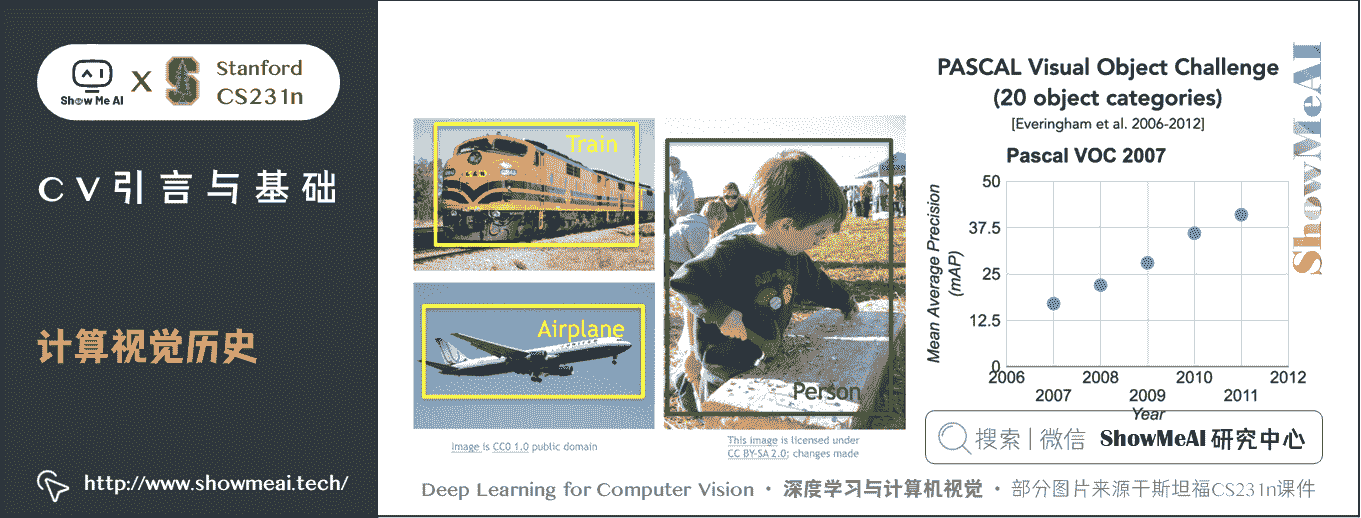 Show Me AI
X
Stanford
CS231n
CV引言与基础
计算视觉历史
http://www.showmeai.tech/
Train
Airplane
Person
Image is CC0 1.0 public domain
This image is licensed under
CC BY-SA 2.0; changes made
PASCAL Visual Object Challenge
(20 object categories)
[Everingham et al. 2006-2012]
Pascal VOC 2007
Mean Average Precision
(mAP)
50
37.5
25
12.5
0
2006
2007
2008
2009
2010
2011
2012
Year
ShowMeAI
搜索 | 微信 ShowMeAI 研究中心
Deep Learning for Computer Vision · 深度学习与计算机视觉 · 部分图片来源于斯坦福CS231n课件